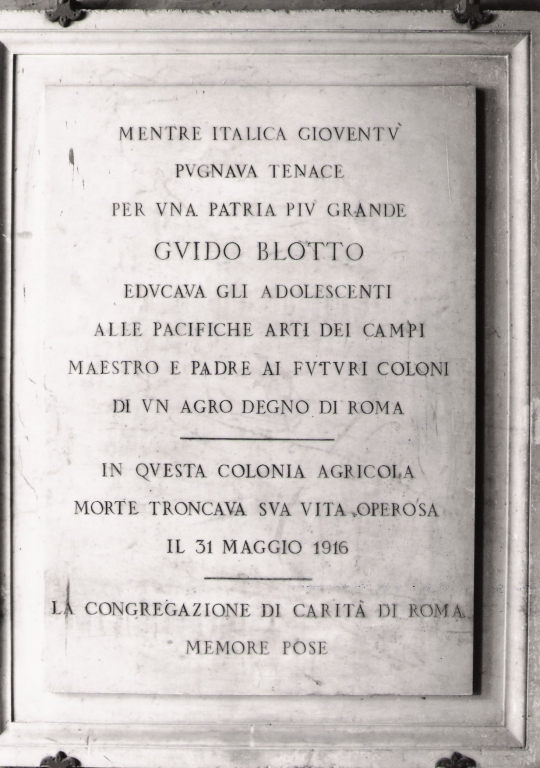 MENTRE ITALICA GIOVENTV̀
PVGNAVA TENACE
PER VNA PATRIA PIV GRANDE
GVIDO BLOTTO
EDVCAVA GLI ADOLESCENTI
ALLE PACIFICHE ARTI DEI CAMPI
MAESTRO E PADRE AI FVTVRI COLONI
DI VN AGRO DEGNO DI ROMA
IN QVESTA COLONIA AGRICOLA
MORTE TRONCAVA SVA VITA OPEROSA
IL 31 MAGGIO 1916
LA CONGREGAZIONE DI CARITÀ DI ROMA
MEMORE POSE